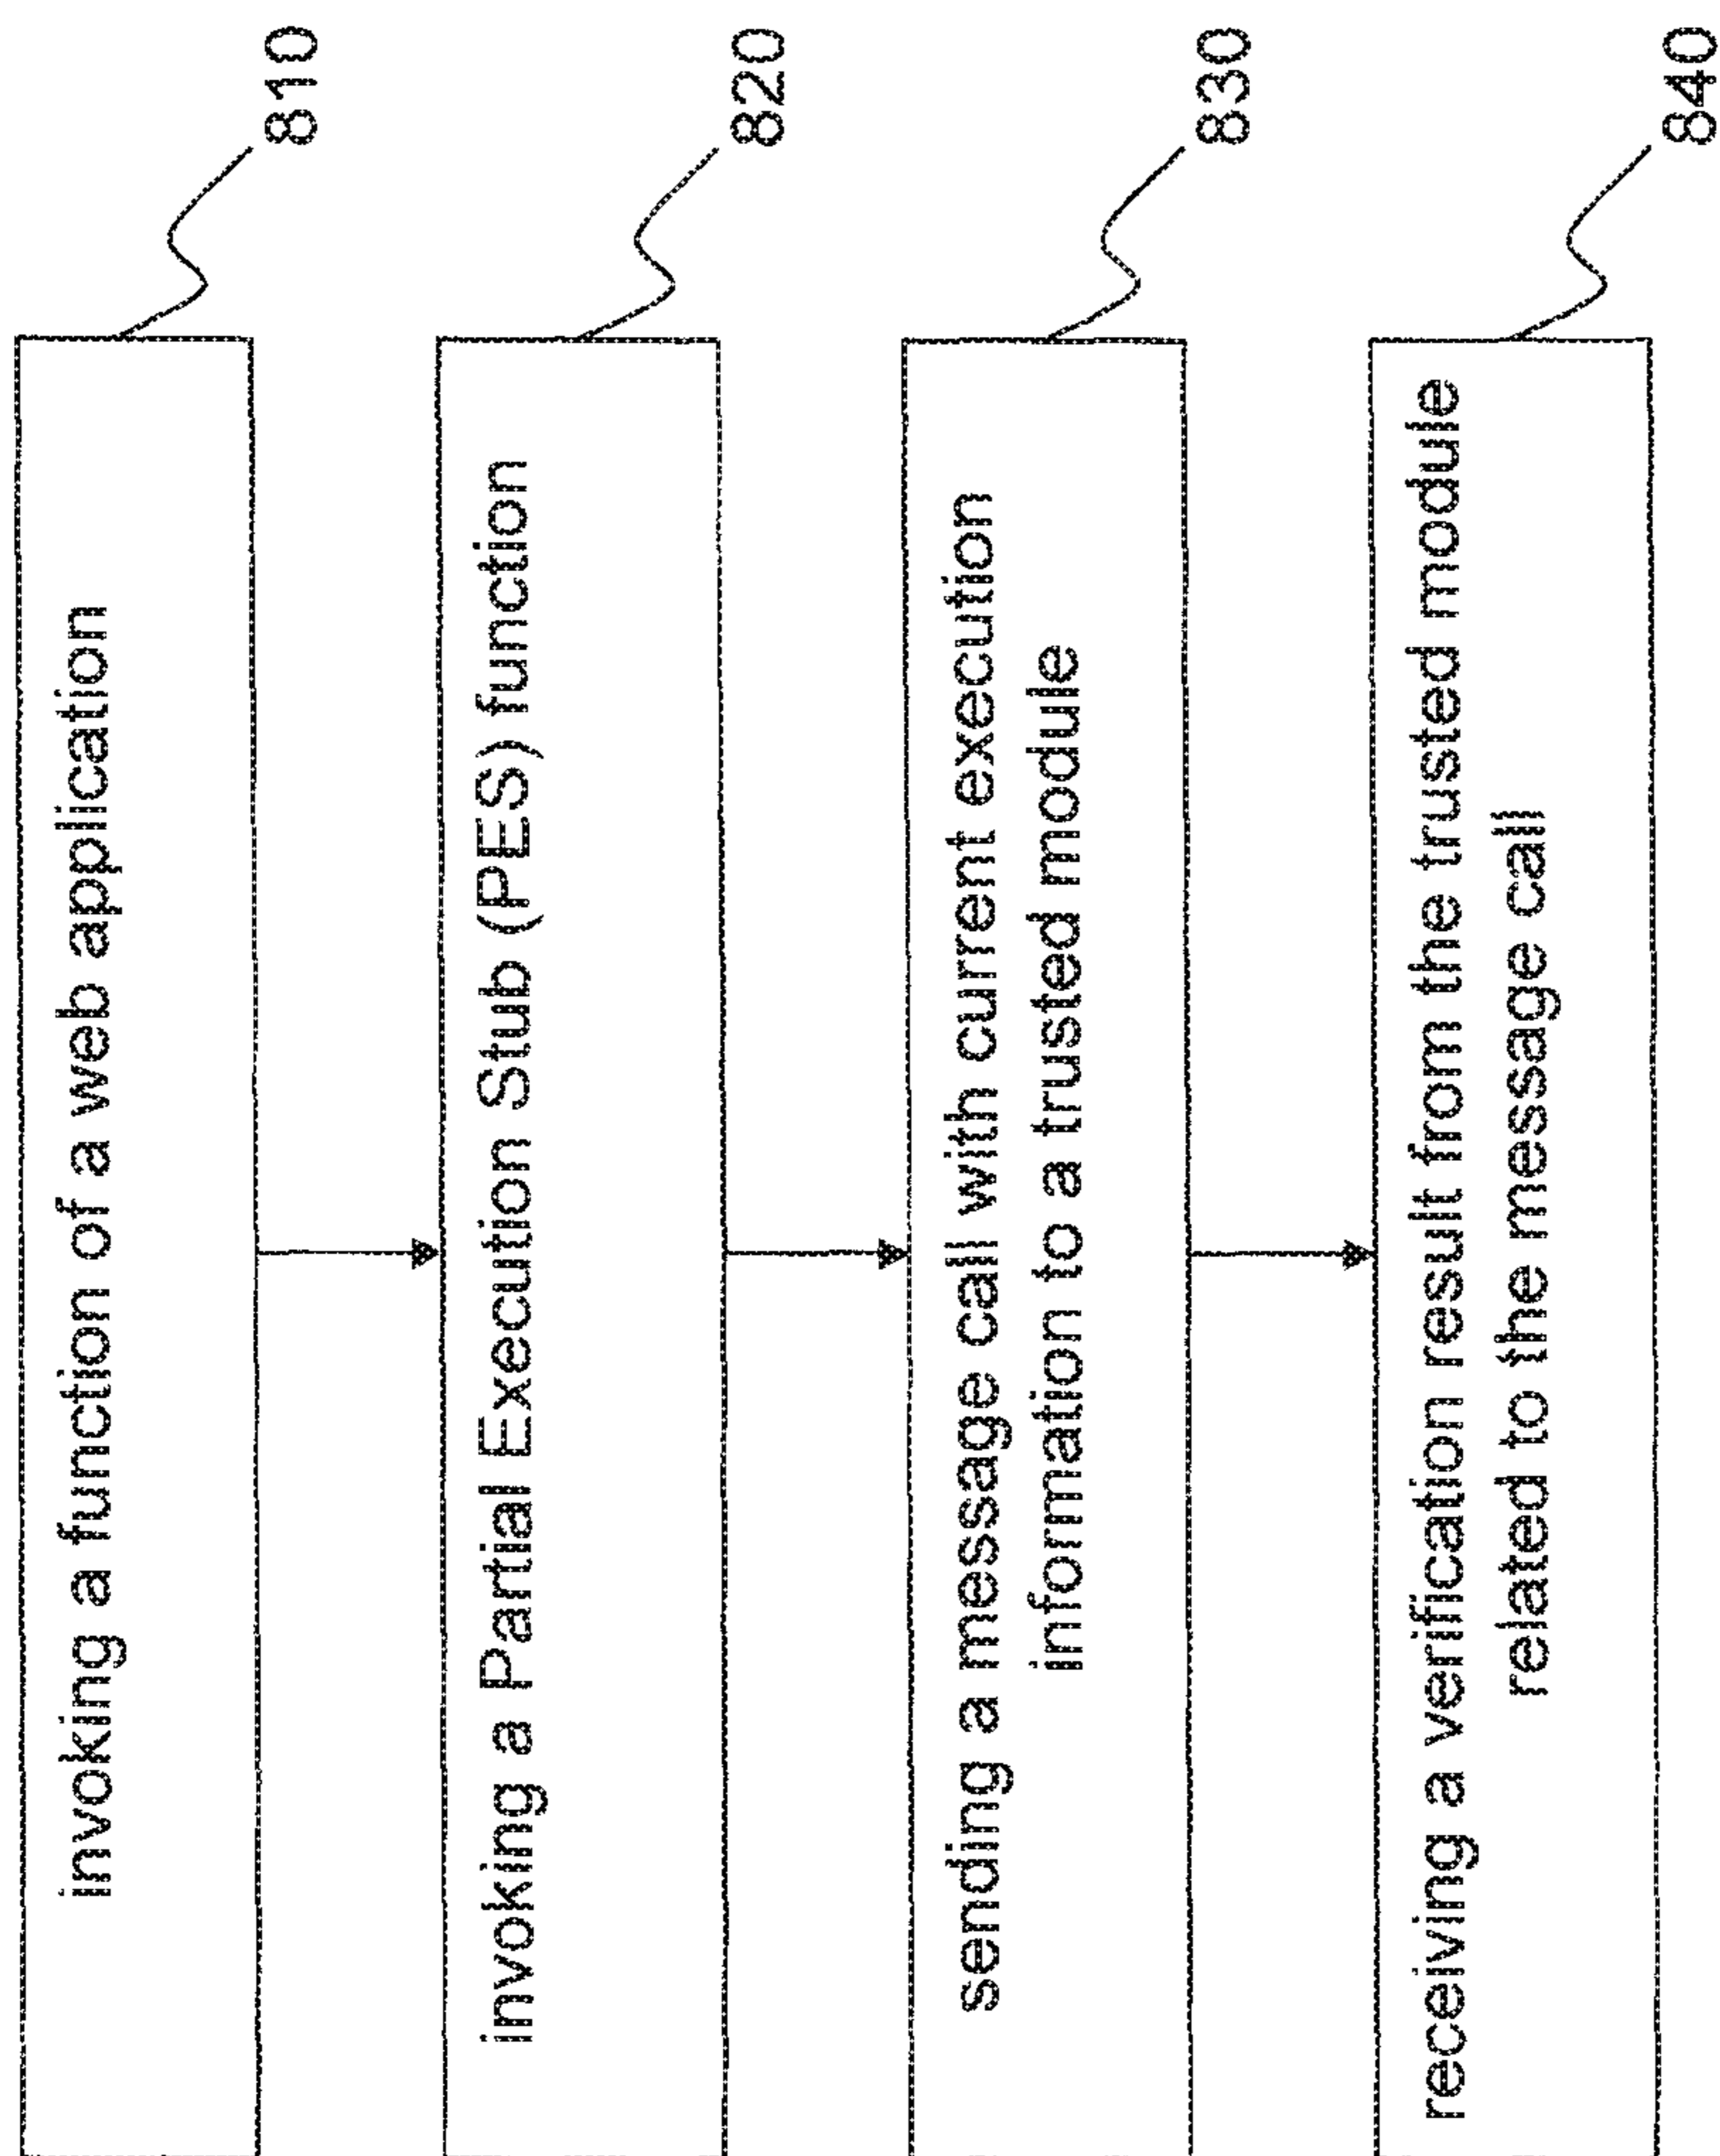 invoking a function of a web application
810
invoking a Partial Execution Stub (PES) function
820
sending a message call with current execution
information to a trusted module
830
receiving a verification result from the trusted module
related to the message call
840